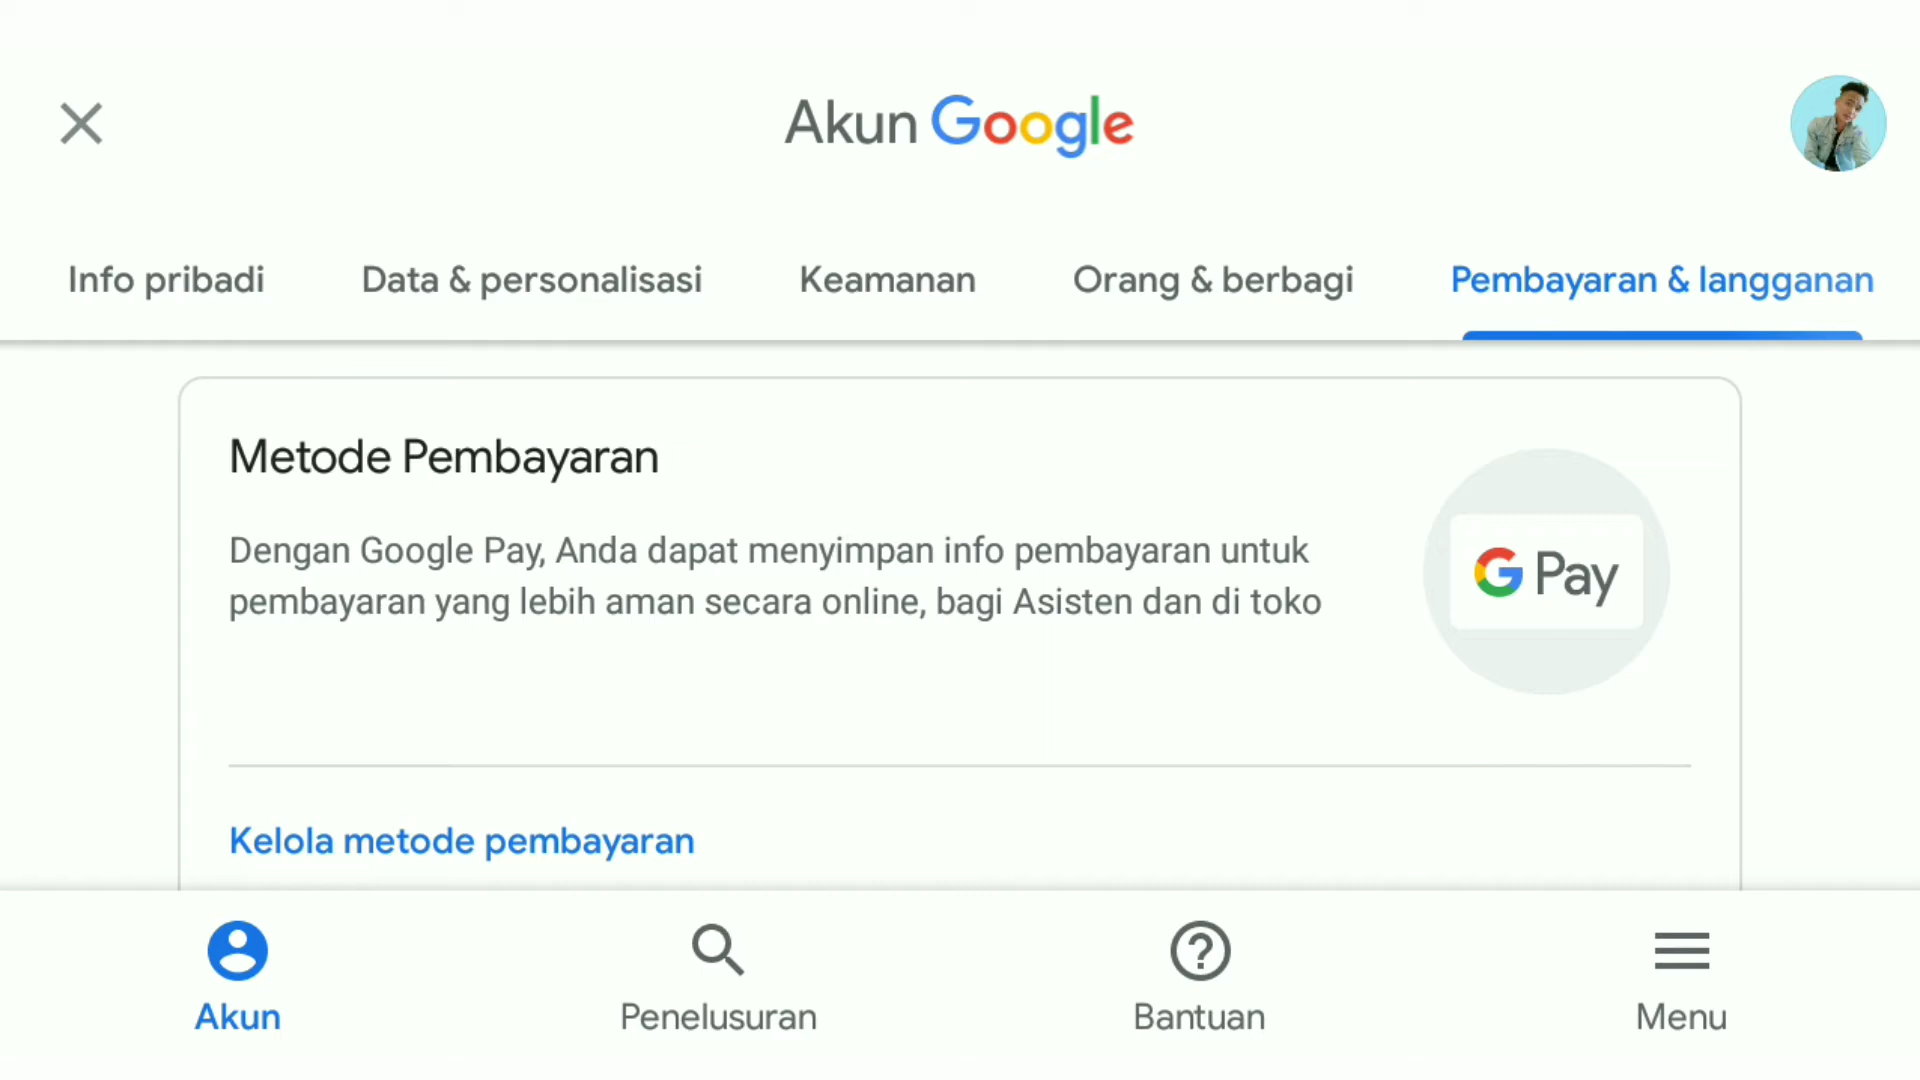 Akun Google
Info pribadi
Data & personalisasi
Keamanan
Orang & berbagi
Pembayaran & langganan
Metode Pembayaran
Dengan Google Pay, Anda dapat menyimpan info pembayaran untuk
pembayaran yang lebih aman secara online, bagi Asisten dan di toko
G Pay
Kelola metode pembayaran
Akun
Penelusuran
Bantuan
Menu